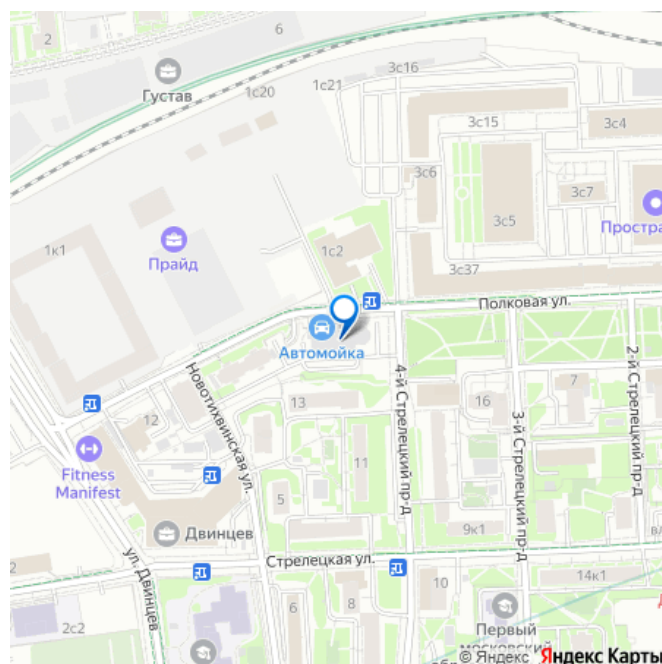 2
6
Густав
1с20
1с21
3с16
3с15
3с4
3с6
3с7
3с5
Простра
1к1
Прайд
1с2
3с37
Полковая ул.
Автомойка
Новотихвинская ул.
4-й Стрелецкий пр-д
3-й Стрелецкий пр-д
2-й Стрелецкий пр-д
7
16
13
12
11
Fitness
Manifest
5
9к1
Двинцев
Стрелецкая ул.
ул. Двинцев
2
10
14к1
8
6
2с2
Первый
московский
© Яндекс Яндекс Карты